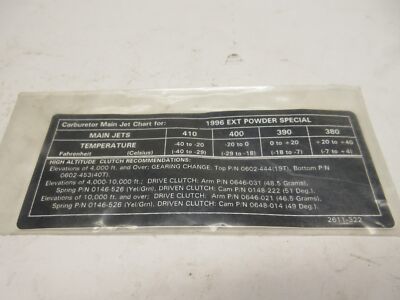 Carburetor Main Jet Chart for: 1996 EXT POWDER SPECIAL
MAIN JETS 410 400 390 380
TEMPERATURE -40 to -20 -20 to 0 0 to +20 +20 to +40
Fahrenheit (Celsius) (-40 to -29) (-29 to -18) (-18 to -7) (-7 to +4)
HIGH ALTITUDE CLUTCH RECOMMENDATIONS:
Elevations of 4,000 ft. and Over; GEARING CHANGE: Top P/N 0602-444(19T), Bottom P/N
0602-453(40T).
Elevations of 4,000-10,000 ft.; DRIVE CLUTCH: Arm P/N 0646-031 (48.5 Grams),
Spring P/N 0146-526 (Yel/Grn), DRIVEN CLUTCH: Cam P/N 0148-222 (51 Deg.),
Elevations of 10,000 ft. and over; DRIVE CLUTCH: Arm P/N 0646-021 (46.5 Grams),
Spring P/N 0146-526 (Yel/Grn), DRIVEN CLUTCH: Cam P/N 0648-014 (49 Deg).
2611-322